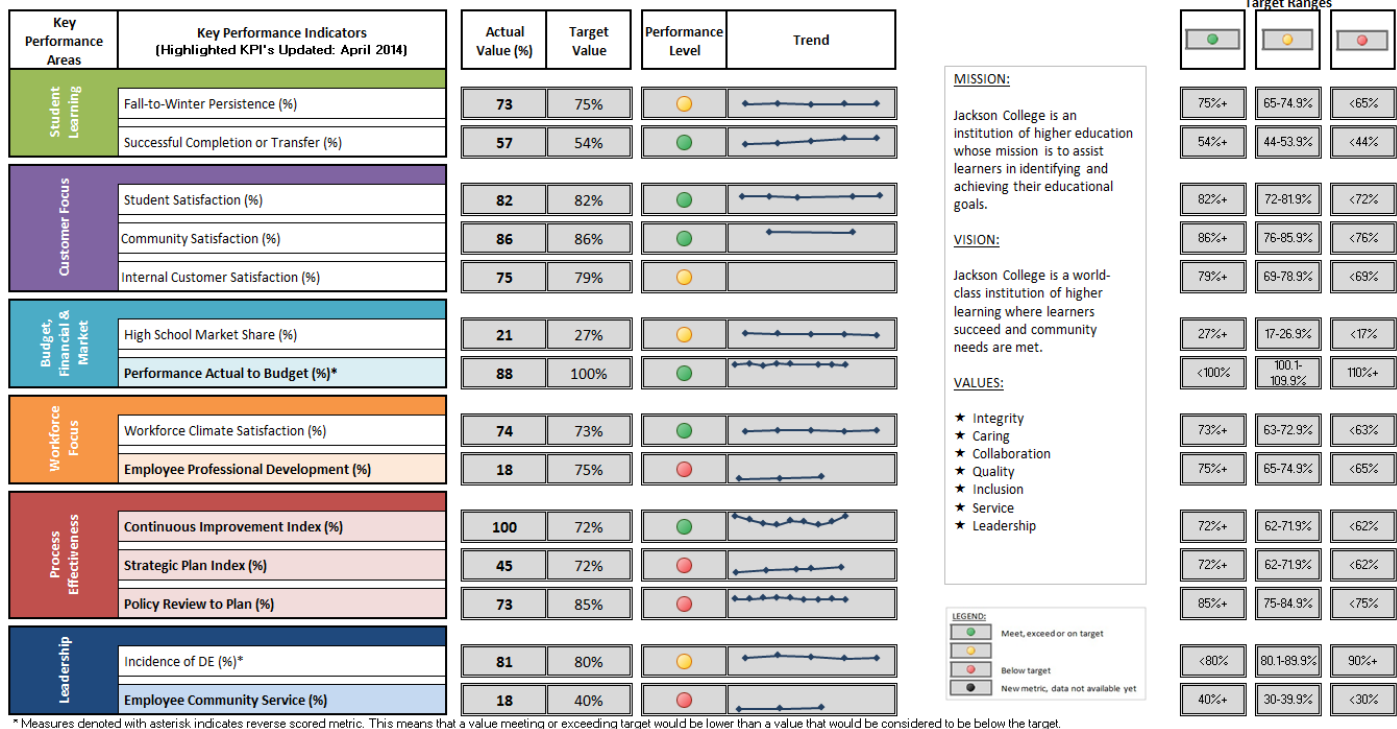 Target Ranges
Key Performance Areas
Key Performance Indicators
(Highlighted KPI's Updated: April 2014)
Actual Value (%)
Target Value
Performance Level
Trend
Student Learning
Fall-to-Winter Persistence (%) 73 75% 75%+ 65-74.9% <65%
Successful Completion or Transfer (%) 57 54% 54%+ 44-53.9% <44%
Customer Focus
Student Satisfaction (%) 82 82% 82%+ 72-81.9% <72%
Community Satisfaction (%) 86 86% 86%+ 76-85.9% <76%
Internal Customer Satisfaction (%) 75 79% 79%+ 69-78.9% <69%
Budget, Financial & Market
High School Market Share (%) 21 27% 27%+ 17-26.9% <17%
Performance Actual to Budget (%)* 88 100% <100% 100.1-109.9% 110%+
Workforce Focus
Workforce Climate Satisfaction (%) 74 73% 73%+ 63-72.9% <63%
Employee Professional Development (%) 18 75% 75%+ 65-74.9% <65%
Process Effectiveness
Continuous Improvement Index (%) 100 72% 72%+ 62-71.9% <62%
Strategic Plan Index (%) 45 72% 72%+ 62-71.9% <62%
Policy Review to Plan (%) 73 85% 85%+ 75-84.9% <75%
Leadership
Incidence of DE (%)* 81 80% <80% 80.1-89.9% 90%+
Employee Community Service (%) 18 40% 40%+ 30-39.9% <30%
MISSION:
Jackson College is an
institution of higher education
whose mission is to assist
learners in identifying and
achieving their educational
goals.
VISION:
Jackson College is a world-
class institution of higher
learning where learners
succeed and community
needs are met.
VALUES:
★ Integrity
★ Caring
★ Collaboration
★ Quality
★ Inclusion
★ Service
★ Leadership
LEGEND:
Meet, exceed or on target
Below target
New metric, data not available yet
* Measures denoted with asterisk indicates reverse scored metric. This means that a value meeting or exceeding target would be lower than a value that would be considered to be below the target.